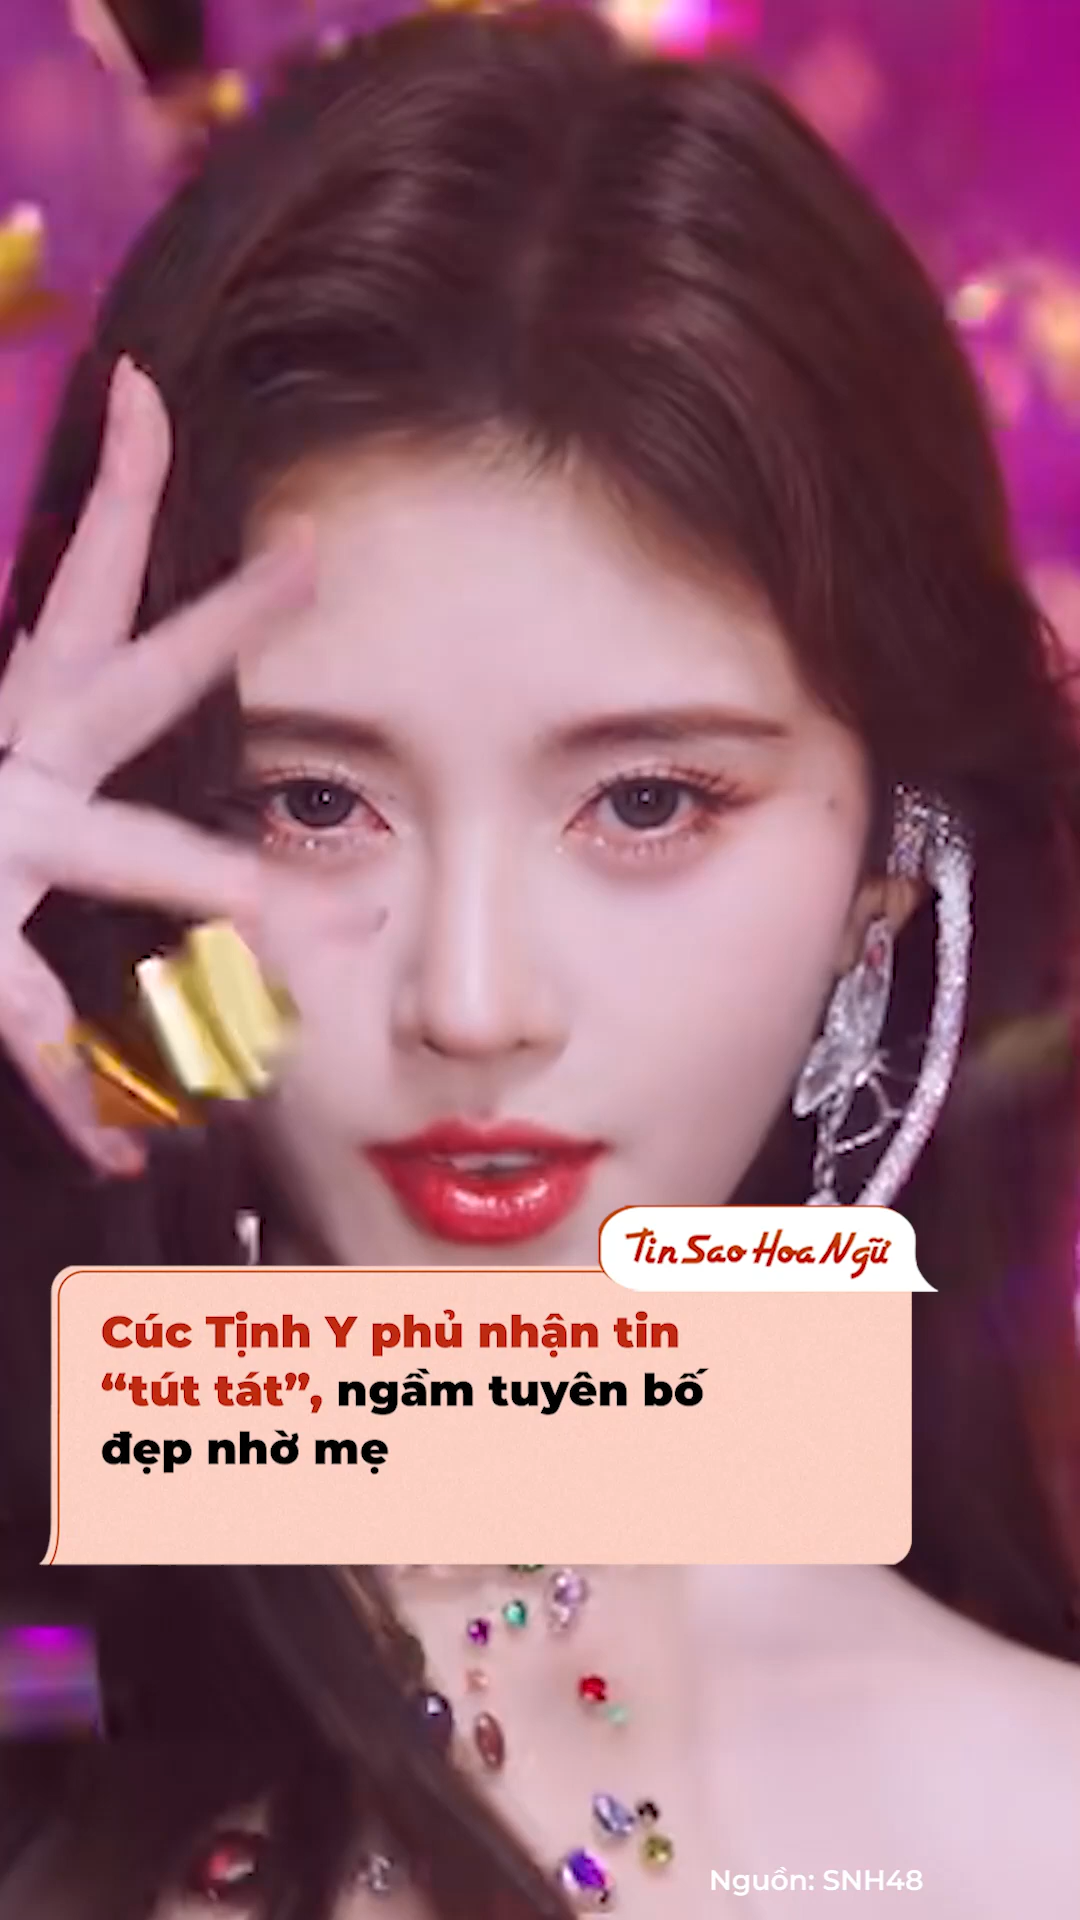 Tin Sao Hoa Ngữ
Cúc Tịnh Y phủ nhận tin
“tút tát”, ngầm tuyên bố
đẹp nhờ mẹ
Nguồn: SNH48